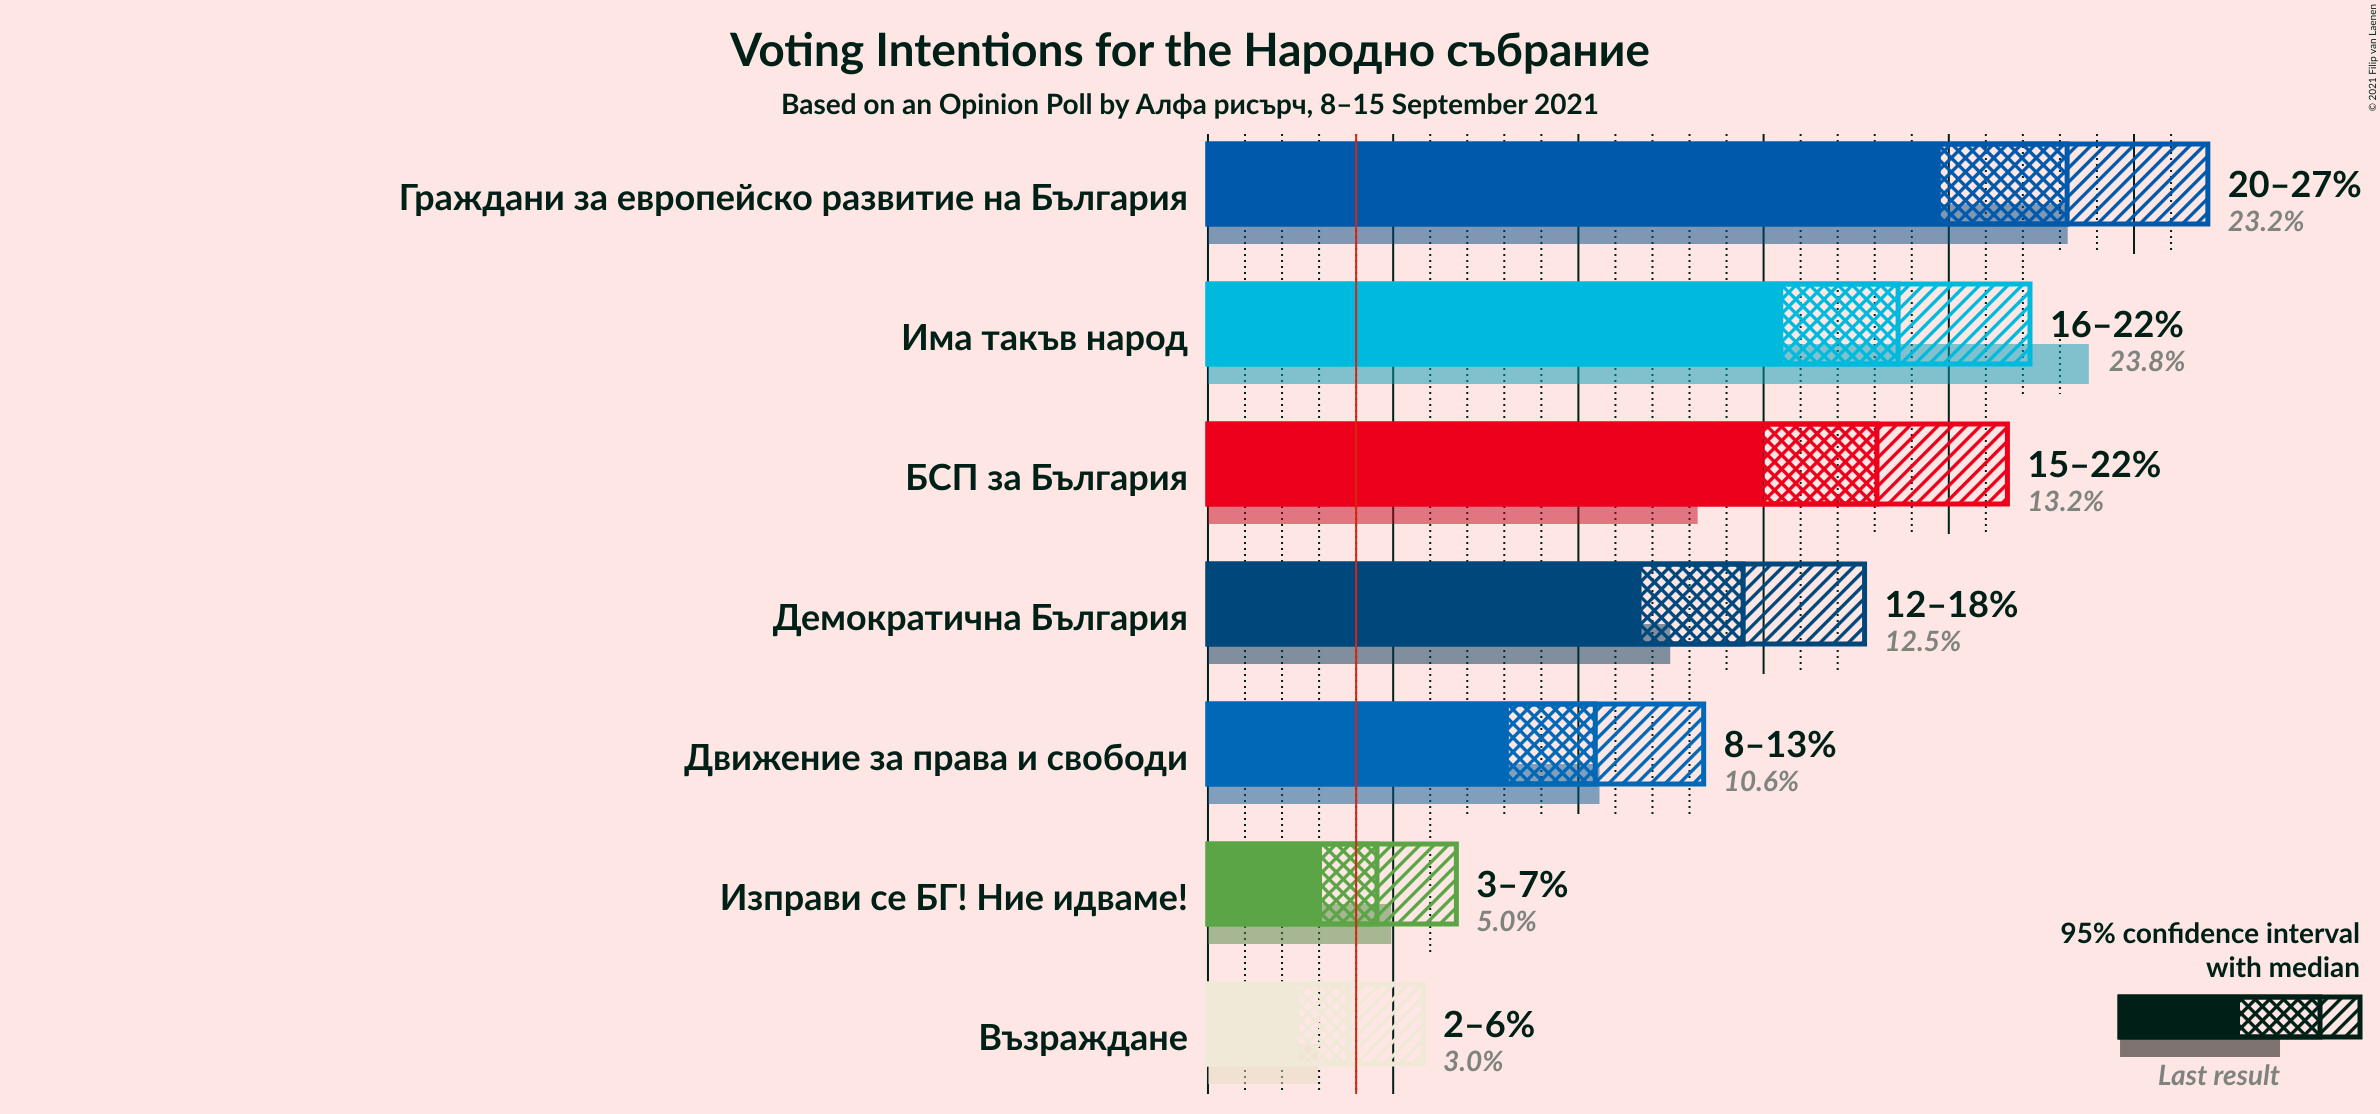 Voting Intentions for the Народно събрание
Based on an Opinion Poll by Алфа рисърч, 8–15 September 2021
© 2021 Filip van Laenen
Граждани за европейско развитие на България
20–27%
23.2%
Има такъв народ
16–22%
23.8%
БСП за България
15–22%
13.2%
Демократична България
12–18%
12.5%
Движение за права и свободи
8–13%
10.6%
Изправи се БГ! Ние идваме!
3–7%
5.0%
Възраждане
2–6%
3.0%
95% confidence interval
with median
Last result